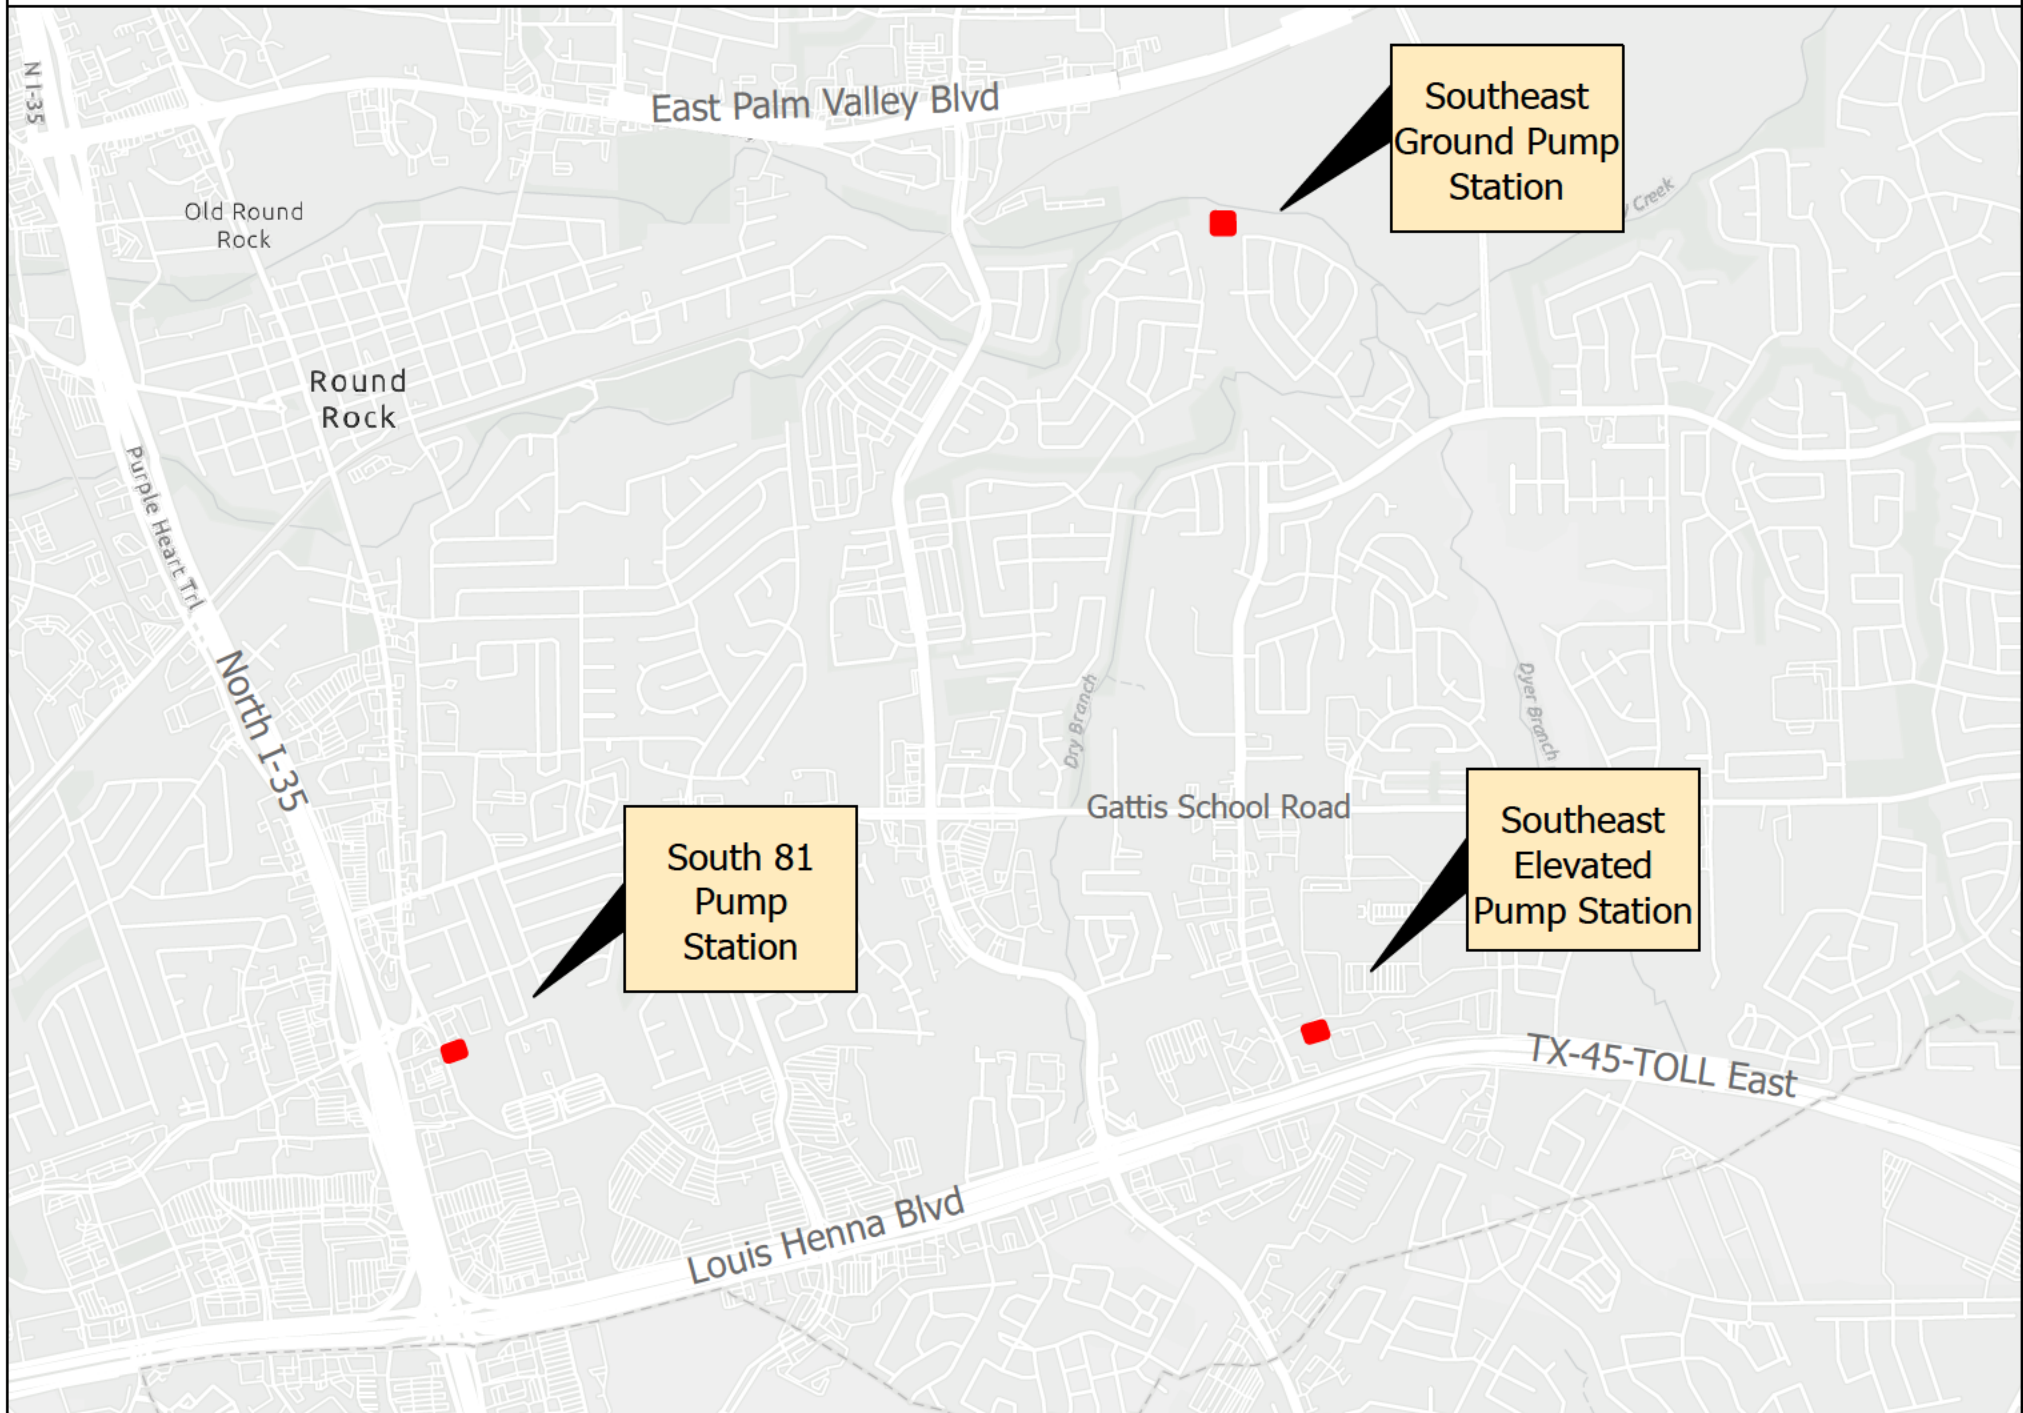 N I-35
East Palm Valley Blvd
Southeast
Ground Pump
Station
Creek
Old Round
Rock
Round
Rock
Purple Heart Trl
North I-35
Dry Branch
Dyer Branch
Gattis School Road
South 81
Pump
Station
Southeast
Elevated
Pump Station
TX-45-TOLL East
Louis Henna Blvd